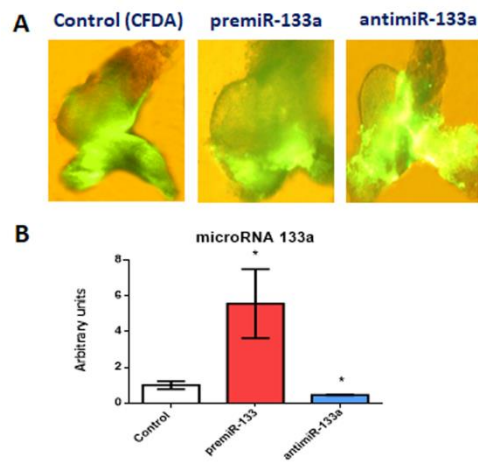 A
Control (CFDA) premiR-133a antimiR-133a
B
microRNA 133a
Arbitrary units
8
6
4
2
0
*
*
Control
premiR-133
antimiR-133a